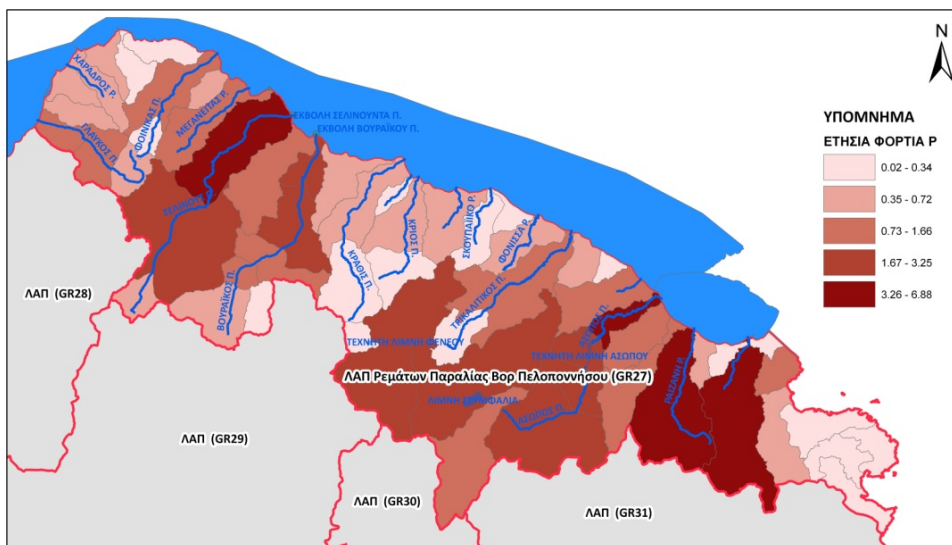 N
ΥΠΟΜΝΗΜΑ
ΕΤΗΣΙΑ ΦΟΡΤΙΑ P
0.02 - 0.34
0.35 - 0.72
0.73 - 1.66
1.67 - 3.25
3.26 - 6.88
ΧΑΡΑΔΡΟΣ Ρ.
ΓΛΑΥΚΟΣ Π.
ΦΟΙΝΙΚΑΣ Π.
ΜΕΓΑΝΕΙΤΑΣ Ρ.
ΕΚΒΟΛΗ ΣΕΛΙΝΟΥΝΤΑ Π.
ΕΚΒΟΛΗ ΒΟΥΡΑΪΚΟΥ Π.
ΒΟΥΡΑΪΚΟΣ Π.
ΚΡΑΘΙΣ Π.
ΚΡΙΟΣ Π.
ΣΚΟΥΠΑΙΙΚΟ Ρ.
ΦΟΝΙΣΣΑ Ρ.
ΤΡΙΚΑΛΙΤΙΚΟΣ Π.
ΤΕΧΝΗΤΗ ΛΙΜΝΗ ΦΕΝΕΟΥ
ΤΕΧΝΗΤΗ ΛΙΜΝΗ ΑΣΩΠΟΥ
ΛΑΠ Ρεμάτων Παραλίας Βορ Πελοποννήσου (GR27)
ΛΙΜΝΗ
ΑΣΩΠΟΣ Π.
ΡΑΙΖΑΝΗ Ρ.
ΛΑΠ (GR28)
ΛΑΠ (GR29)
ΛΑΠ (GR30)
ΛΑΠ (GR31)